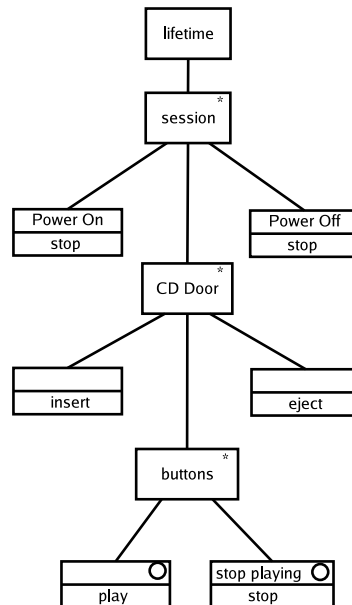 lifetime
*
session
Power On
stop
Power Off
stop
*
CD Door
insert
eject
*
buttons
play
stop playing
stop